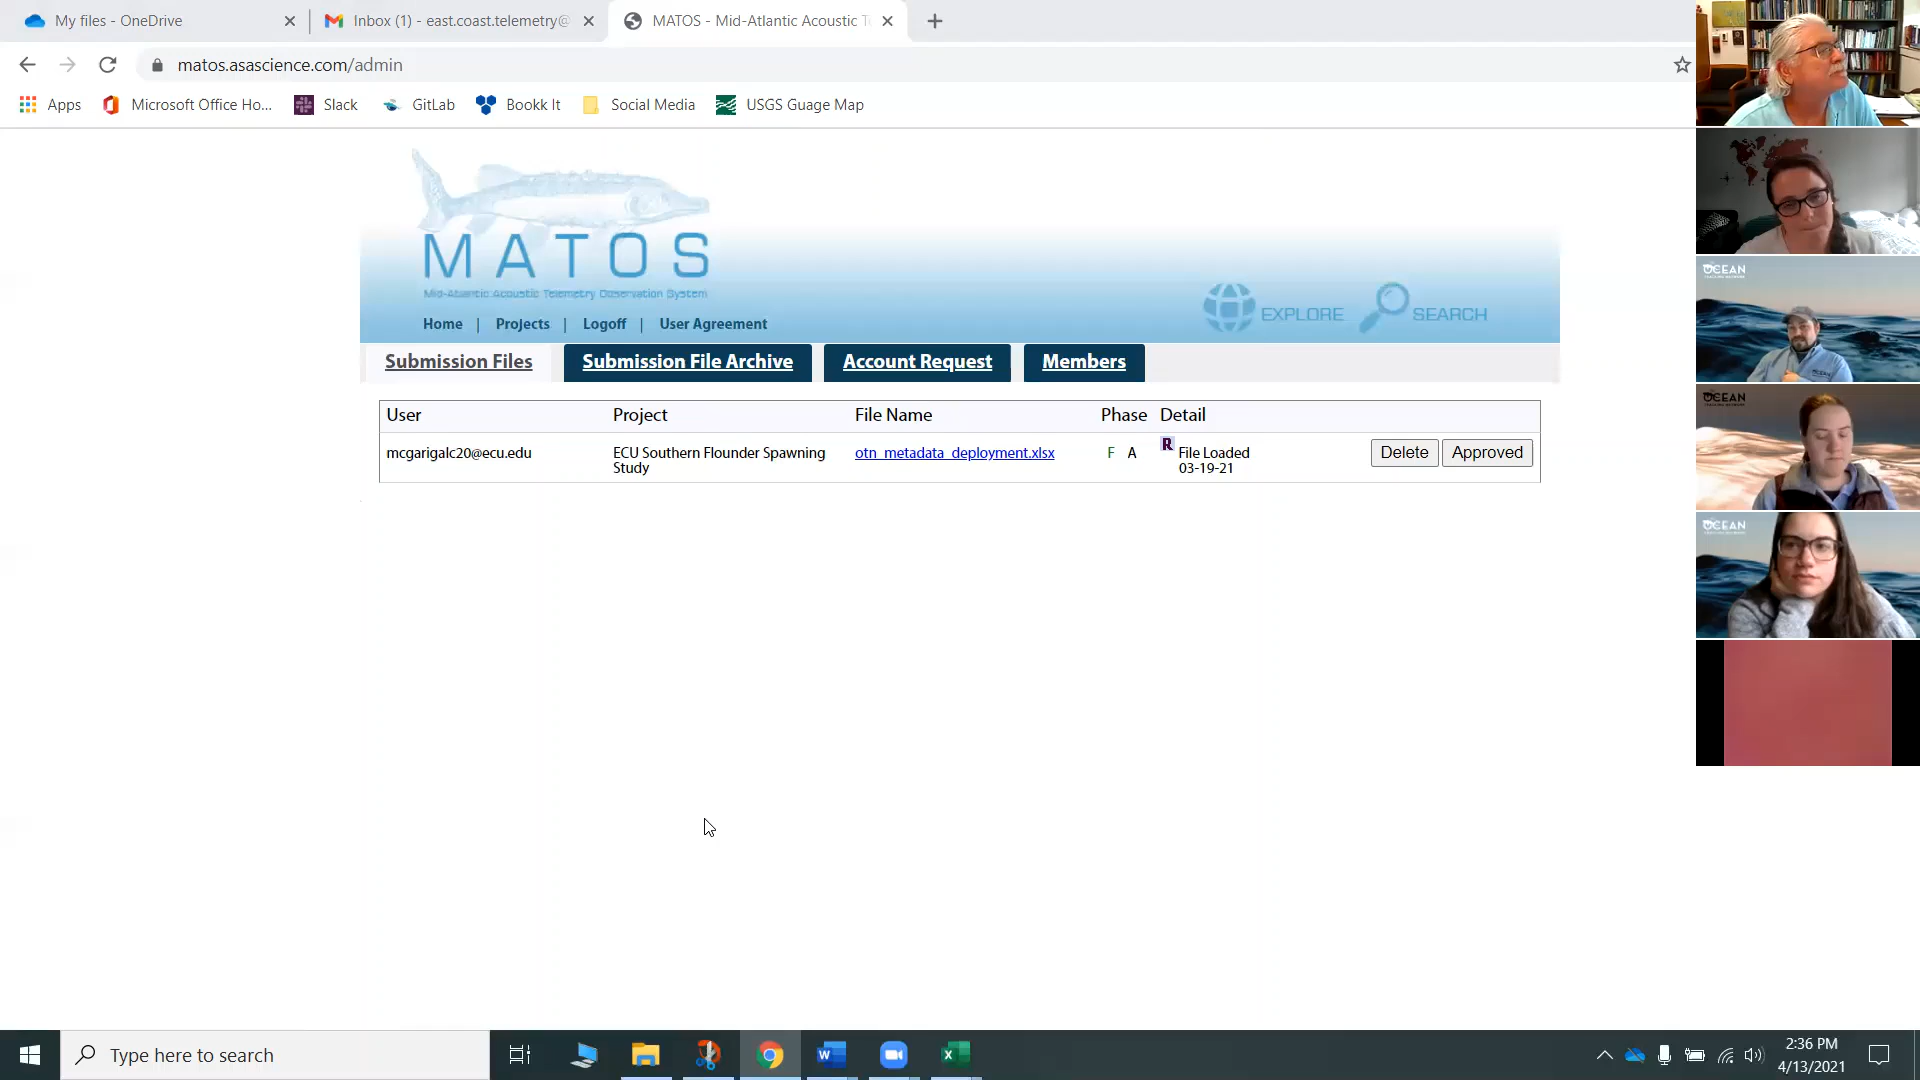 My files - OneDrive
Inbox (1) - east.coast.telemetry@
MATOS - Mid-Atlantic Acoustic T
matos.asascience.com/admin
Apps
Microsoft Office Ho...
Slack
GitLab
Bookk It
Social Media
USGS Guage Map
MATOS
Mid-Atlantic Acoustic Telemetry Observation System
Home | Projects | Logoff | User Agreement
EXPLORE
SEARCH
Submission Files
Submission File Archive
Account Request
Members
User
Project
File Name
Phase
Detail
mcgarigalc20@ecu.edu
ECU Southern Flounder Spawning
Study
otn_metadata_deployment.xlsx
F A
R
File Loaded
03-19-21
Delete
Approved
OCEAN
OCEAN
OCEAN
Type here to search
2:36 PM
4/13/2021